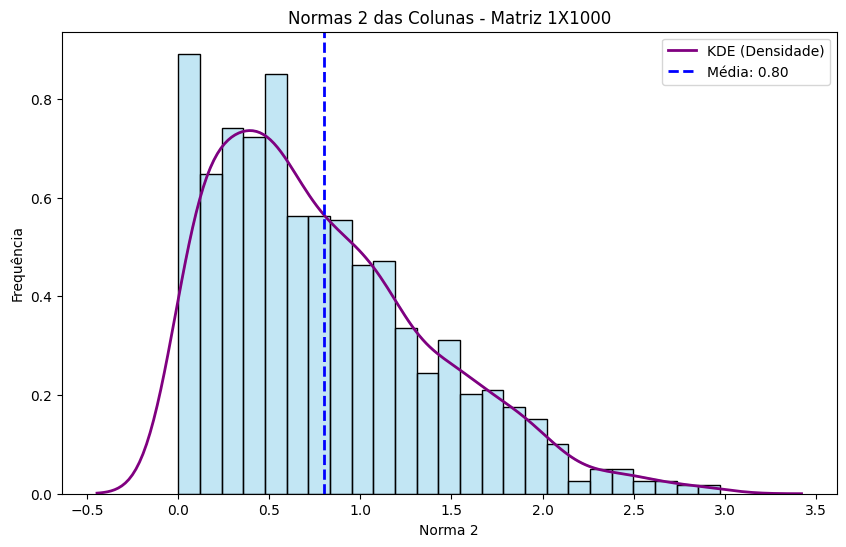 Normas 2 das Colunas - Matriz 1X1000
KDE (Densidade)
Média: 0.80
Frequência
0.8
0.6
0.4
0.2
0.0
−0.5 0.0 0.5 1.0 1.5 2.0 2.5 3.0 3.5
Norma 2